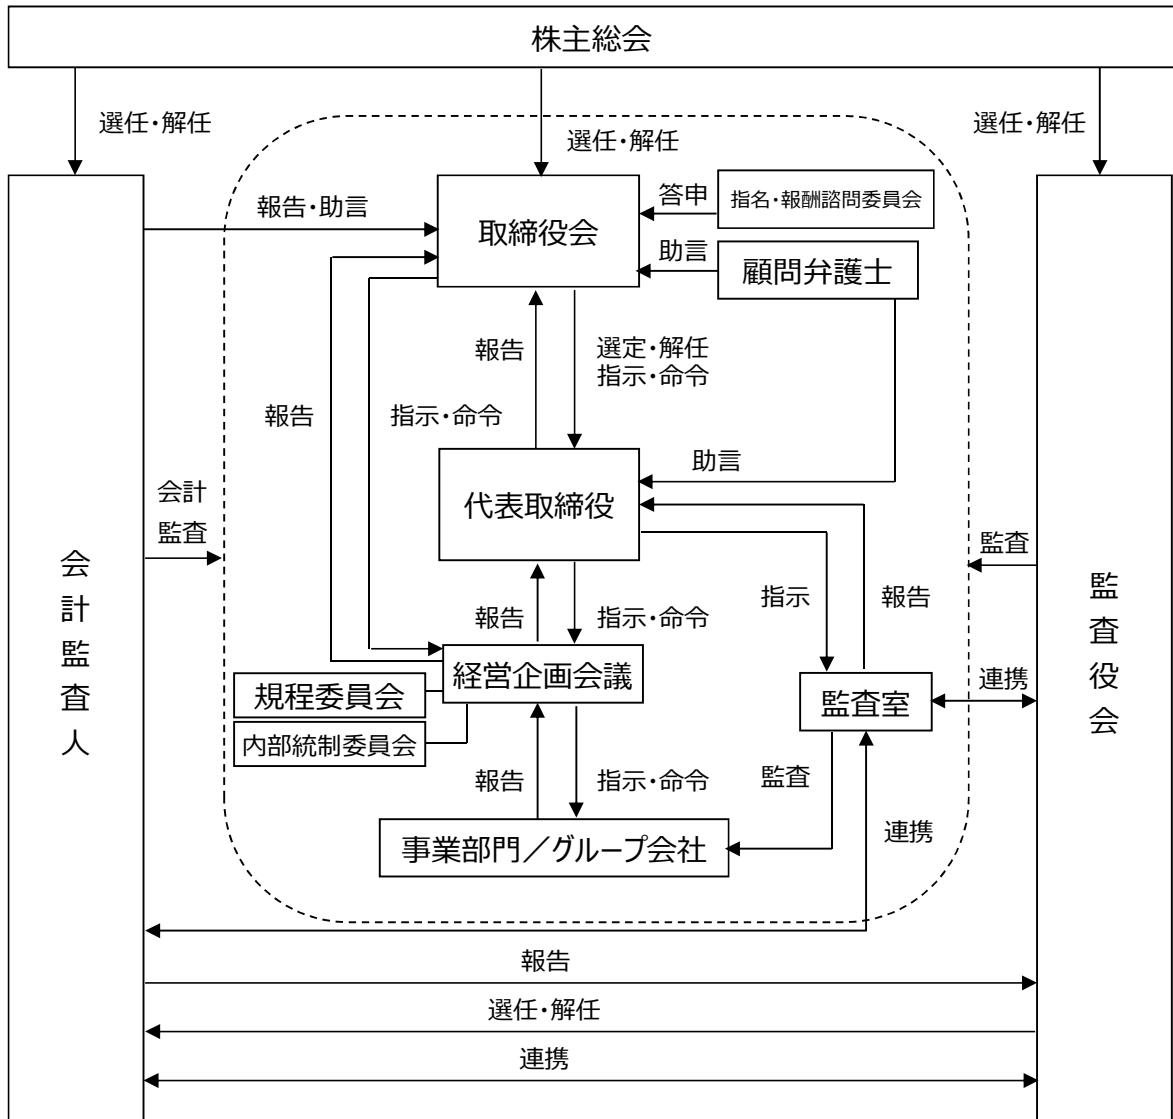 株主総会
選任・解任
選任・解任
選任・解任
報告・助言
取締役会
答申
指名・報酬諮問委員会
助言
顧問弁護士
報告
選定・解任
指示・命令
報告
指示・命令
助言
代表取締役
会計
監査
監査
会計監査人
監査役会
報告
指示・命令
指示
報告
経営企画会議
規程委員会
内部統制委員会
監査室
連携
報告
指示・命令
監査
連携
事業部門／グループ会社
報告
選任・解任
連携